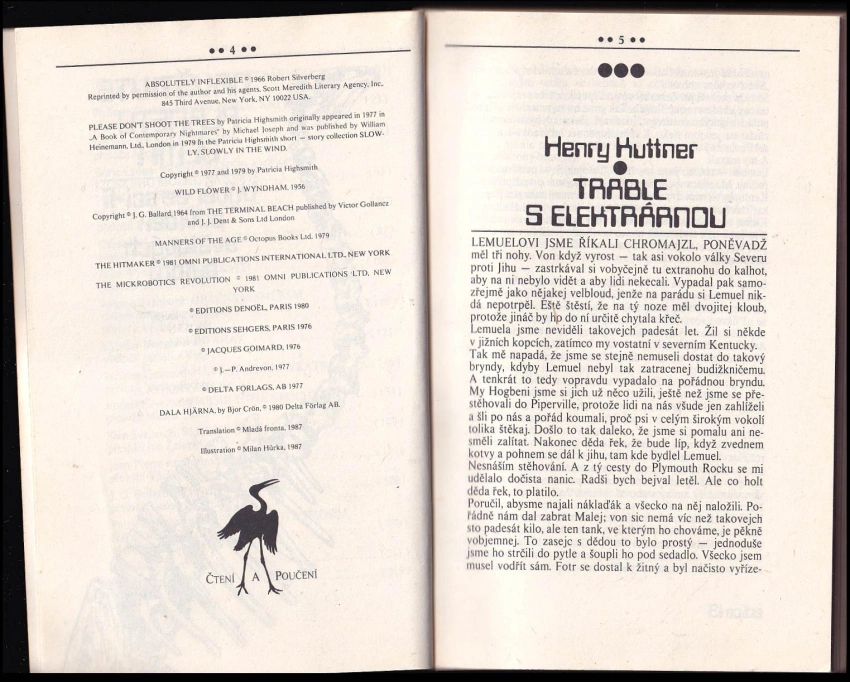 •• 4 ••
ABSOLUTELY INFLEXIBLE © 1966 Robert Silverberg
Reprinted by permission of the author and his agents, Scott Meredith Literary Agency, Inc.
845 Third Avenue, New York, NY 10022 USA.
PLEASE DON'T SHOOT THE TREES by Patricia Highsmith originally appeared in 1977 in
„A Book of Contemporary Nightmares" by Michael Joseph and was published by William
Heinemann, Ltd., London in 1979 In the Patricia Highsmith short — story collection SLOW-
LY, SLOWLY IN THE WIND.
Copyright © 1977 and 1979 by Patricia Highsmith
WILD FLOWER © J. WYNDHAM, 1956
Copyright © J. G. Ballard 1964 from THE TERMINAL BEACH published by Victor Gollancz
and J. J. Dent & Sons Ltd London
MANNERS OF THE AGE © Octopus Books Ltd. 1979
THE HITMAKER © 1981 OMNI PUBLICATIONS INTERNATIONAL LTD., NEW YORK
THE MICKROBOTICS REVOLUTION © 1981 OMNI PUBLICATIONS LTD, NEW
YORK
© EDITIONS DENOËL, PARIS 1980
© EDITIONS SEHGERS, PARIS 1976
© JACQUES GOIMARD, 1976
© J.—P. Andrevon, 1977
© DELTA FÖRLAGS, AB 1977
DALA HJÄRNA, by Bjor Crön, © 1980 Delta Förlag AB.
Translation © Mladá fronta, 1987
Illustration © Milan Hůrka, 1987
ČTENÍ A POUČENÍ
•• 5 ••
●●●
Henry Kuttner
●
TRABLE
S ELEKTRÁRNOU
LEMUELOVI JSME ŘÍKALI CHROMAJZL, PONĚVADŽ
měl tři nohy. Von když vyrost — tak asi vokolo války Severu
proti Jihu — zastrkával si vobyčejně tu extranohu do kalhot,
aby na ni nebylo vidět a aby lidi nekecali. Vypadal pak samo-
zřejmě jako nějakej velbloud, jenže na parádu si Lemuel nik-
dá nepotrpěl. Eště štěstí, že na tý noze měl dvojitej kloub,
protože jináč by ho do ní určitě chytala křeč.
Lemuela jsme neviděli takovejch padesát let. Žil si někde
v jižních kopcích, zatímco my vostatní v severním Kentucky.
Tak mě napadá, že jsme se stejně nemuseli dostat do takový
bryndy, kdyby Lemuel nebyl tak zatracenej budižkničemu.
A tenkrát to tedy vopravdu vypadalo na pořádnou bryndu.
My Hogbeni jsme si jich už něco užili, ještě než jsme se pře-
stěhovali do Piperville, protože lidi na nás všude jen zahlíželi
a šli po nás a pořád koumali, proč psi v celým širokým vokolí
tolika štěkaj. Došlo to tak daleko, že jsme si pomalu ani ne-
směli zalítat. Nakonec děda řek, že bude líp, když zvednem
kotvy a pohnem se dál k jihu, tam kde bydlel Lemuel.
Nesnáším stěhování. A z tý cesty do Plymouth Rocku se mi
udělalo dočista nanic. Radši bych bejval letěl. Ale co holt
děda řek, to platilo.
Poručil, abysme najali náklaďák a všecko na něj naložili. Po-
řádně nám dal zabrat Malej; von sic nemá víc než takovejch
sto padesát kilo, ale ten tank, ve kterým ho chováme, je pěkně
vobjemnej. To zasejc s dědou to bylo prostý — jednoduše
jsme ho strčili do pytle a šoupli ho pod sedadlo. Všecko jsem
musel vodřít sám. Fotr se dostal k žitný a byl načisto vyříze-